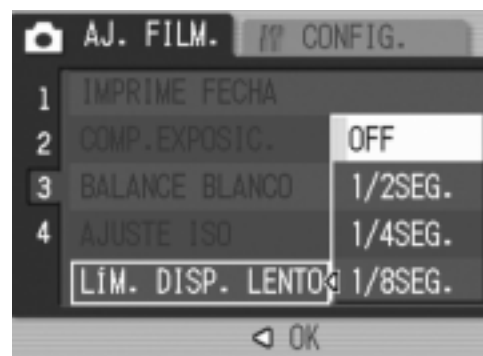 AJ. FILM. CONFIG.
1 IMPRIME FECHA
2 COMP.EXPOSIC. OFF
3 BALANCE BLANCO 1/2SEG.
4 AJUSTE ISO 1/4SEG.
LÍM. DISP. LENTO 1/8SEG.
OK